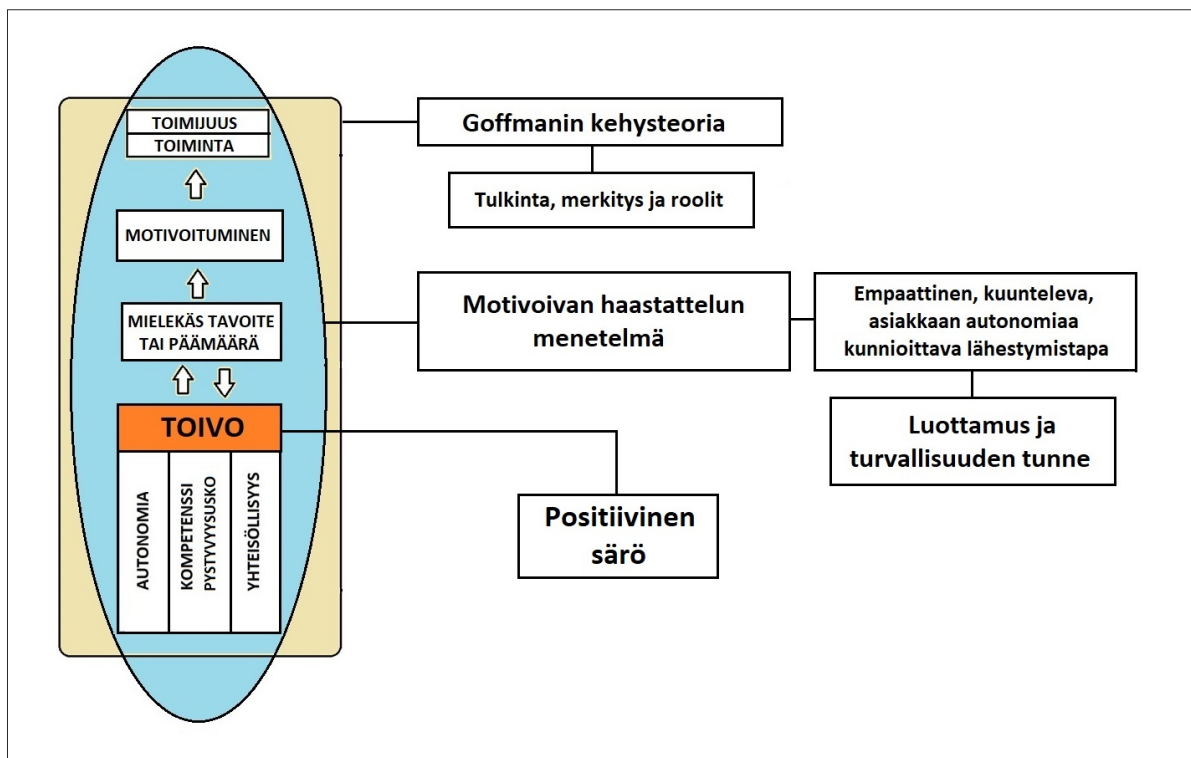 TOIMIJUUS
TOIMINTA
MOTIVOITUMINEN
MIELEKÄS TAVOITE
TAI PÄÄMÄÄRÄ
TOIVO
AUTONOMIA
KOMPETENSSI
PYSTYVYYSUSKO
YHTEISÖLLISYYS
Goffmanin kehysteoria
Tulkinta, merkitys ja roolit
Motivoivan haastattelun
menetelmä
Empaattinen, kuunteleva,
asiakkaan autonomiaa
kunnioittava lähestymistapa
Luottamus ja
turvallisuuden tunne
Positiivinen
särö